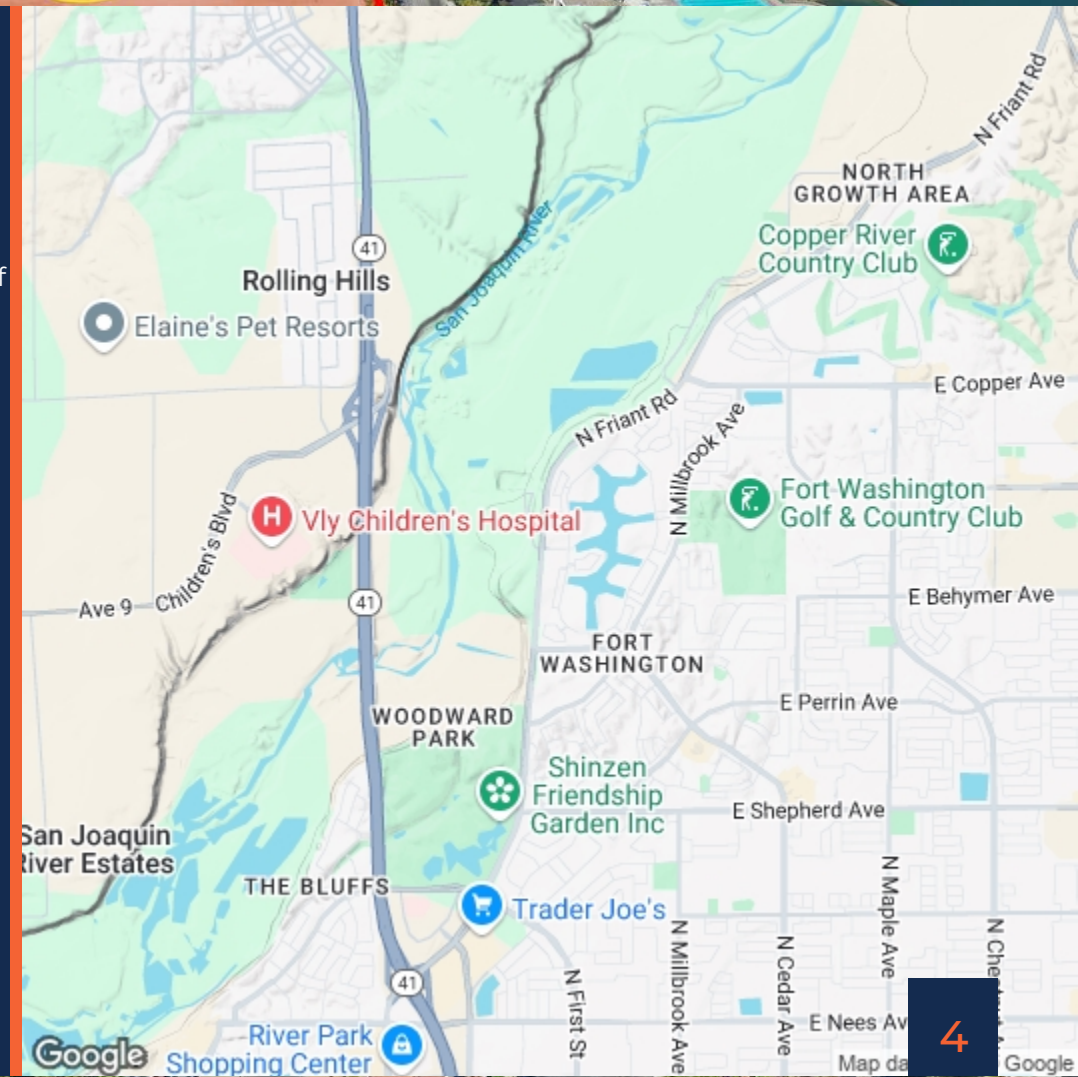 f
N Friant Rd
NORTH
GROWTH AREA
Copper River
Country Club
41
Rolling Hills
San Joaquin River
Elaine's Pet Resorts
E Copper Ave
N Friant Rd
N Millbrook Ave
Fort Washington
Golf & Country Club
Vly Children's Hospital
Children's Blvd
Ave 9
41
E Behymer Ave
FORT
WASHINGTON
E Perrin Ave
WOODWARD
PARK
Shinzen
Friendship
Garden Inc
E Shepherd Ave
San Joaquin
River Estates
THE BLUFFS
Trader Joe's
N Maple Ave
N Millbrook Ave
N Cedar Ave
N First St
41
E Nees
River Park
Shopping Center
Google
Map
Google
4